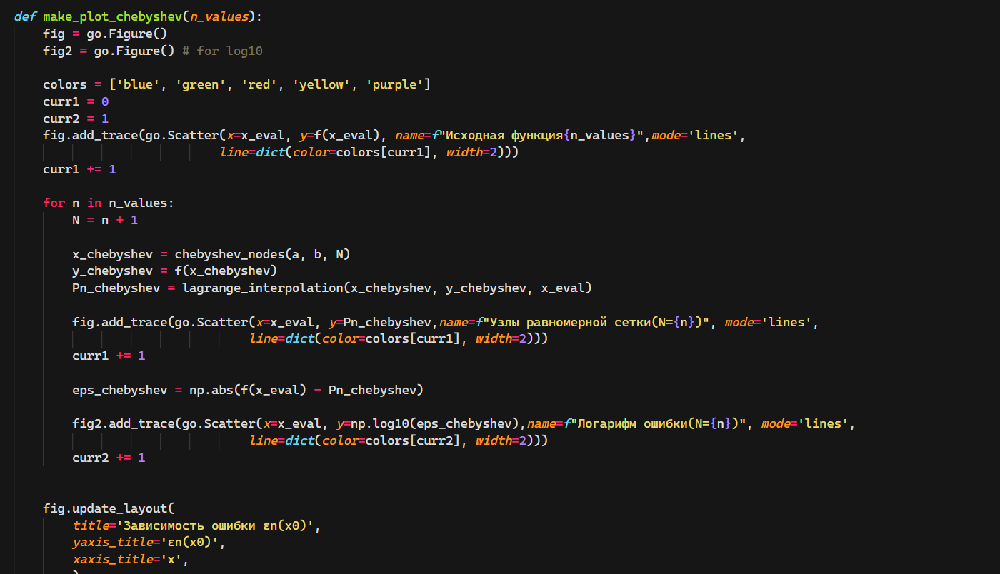 def make_plot_chebyshev(n_values):
fig = go.Figure()
fig2 = go.Figure() # for log10
colors = ['blue', 'green', 'red', 'yellow', 'purple']
curr1 = 0
curr2 = 1
fig.add_trace(go.Scatter(x=x_eval, y=f(x_eval), name=f"Исходная функция{n_values}",mode='lines',
line=dict(color=colors[curr1], width=2)))
curr1 += 1
for n in n_values:
N = n + 1
x_chebyshev = chebyshev_nodes(a, b, N)
y_chebyshev = f(x_chebyshev)
Pn_chebyshev = lagrange_interpolation(x_chebyshev, y_chebyshev, x_eval)
fig.add_trace(go.Scatter(x=x_eval, y=Pn_chebyshev,name=f"Узлы равномерной сетки(N={n})", mode='lines',
line=dict(color=colors[curr1], width=2)))
curr1 += 1
eps_chebyshev = np.abs(f(x_eval) - Pn_chebyshev)
fig2.add_trace(go.Scatter(x=x_eval, y=np.log10(eps_chebyshev),name=f"Логарифм ошибки(N={n})", mode='lines',
line=dict(color=colors[curr2], width=2)))
curr2 += 1
fig.update_layout(
title='Зависимость ошибки εn(x0)',
yaxis_title='εn(x0)',
xaxis_title='x',